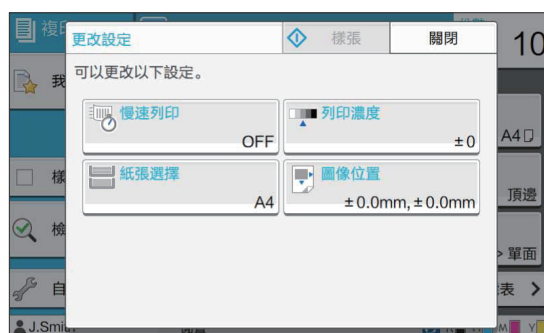 複
更改設定
樣張
關閉
10
我
可以更改以下設定。
慢速列印
OFF
列印濃度
±0
A4
樣
紙張選擇
A4
圖像位置
±0.0mm, ±0.0mm
頂邊
檢
> 單面
自
表 >
J.Smith
M
Y